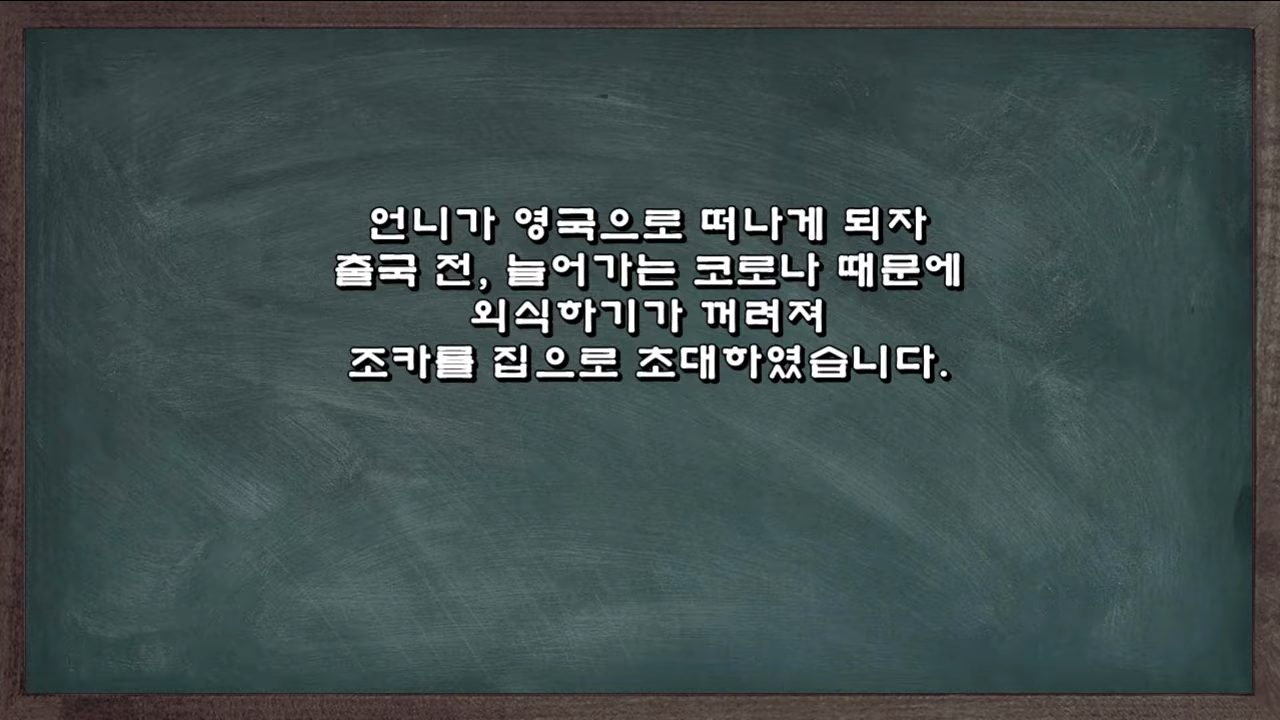 언니가 영국으로 떠나게 되자
출국 전, 늘어가는 코로나 때문에
외식하기가 꺼려져
조카를 집으로 초대하였습니다.